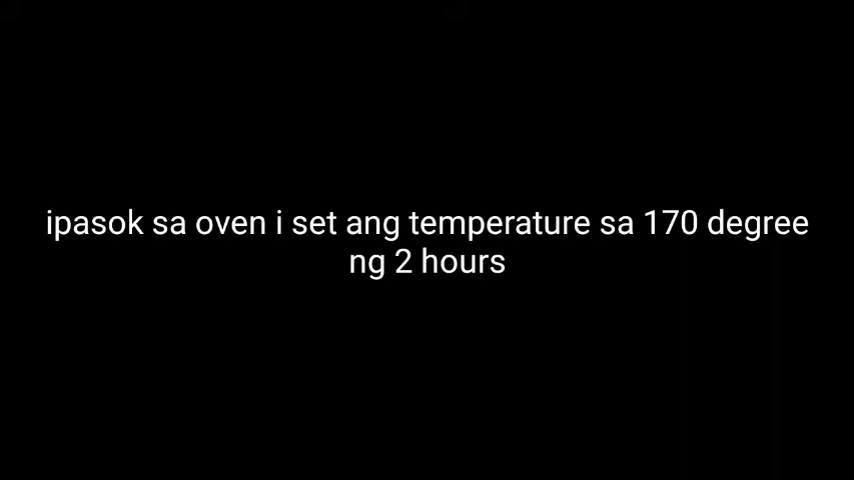 ipasok sa oven i set ang temperature sa 170 degree
ng 2 hours